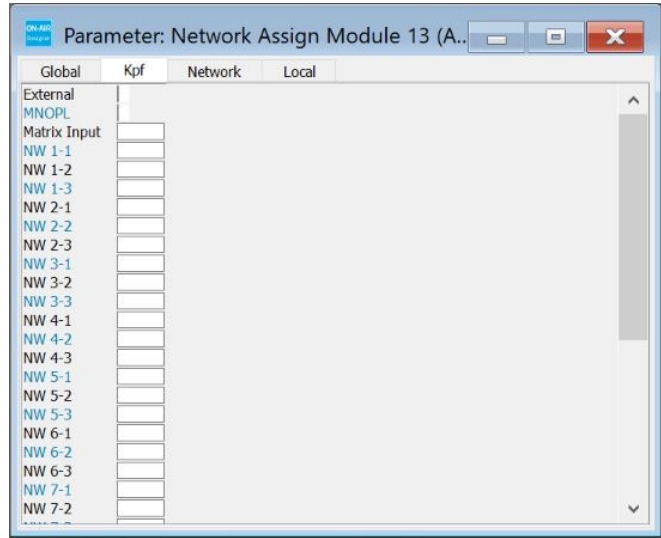 ON-AIR
Designer
Parameter: Network Assign Module 13 (A..
Global Kpf Network Local
External
MNOPL
Matrix Input
NW 1-1
NW 1-2
NW 1-3
NW 2-1
NW 2-2
NW 2-3
NW 3-1
NW 3-2
NW 3-3
NW 4-1
NW 4-2
NW 4-3
NW 5-1
NW 5-2
NW 5-3
NW 6-1
NW 6-2
NW 6-3
NW 7-1
NW 7-2